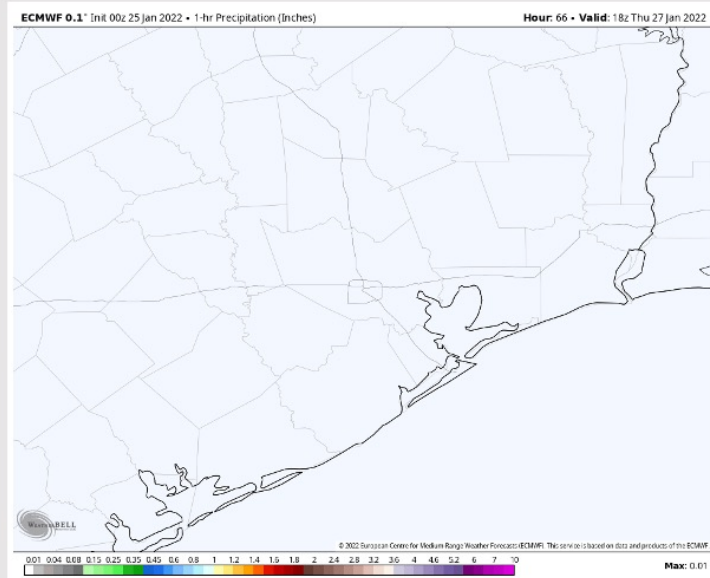 ECMWF 0.1° Init 00z 25 Jan 2022 • 1-hr Precipitation (Inches)
Hour: 66 • Valid: 18z Thu 27 Jan 2022
WeatherBELL
© 2022 European Centre for Medium-Range Weather Forecasts (ECMWF). This service is based on data and products of the ECMWF
0.01 0.04 0.08 0.15 0.25 0.35 0.45 0.6 0.8 1 1.2 1.4 1.6 1.8 2 2.4 2.8 3.2 3.6 4 4.6 5.2 6 7 10
Max: 0.01